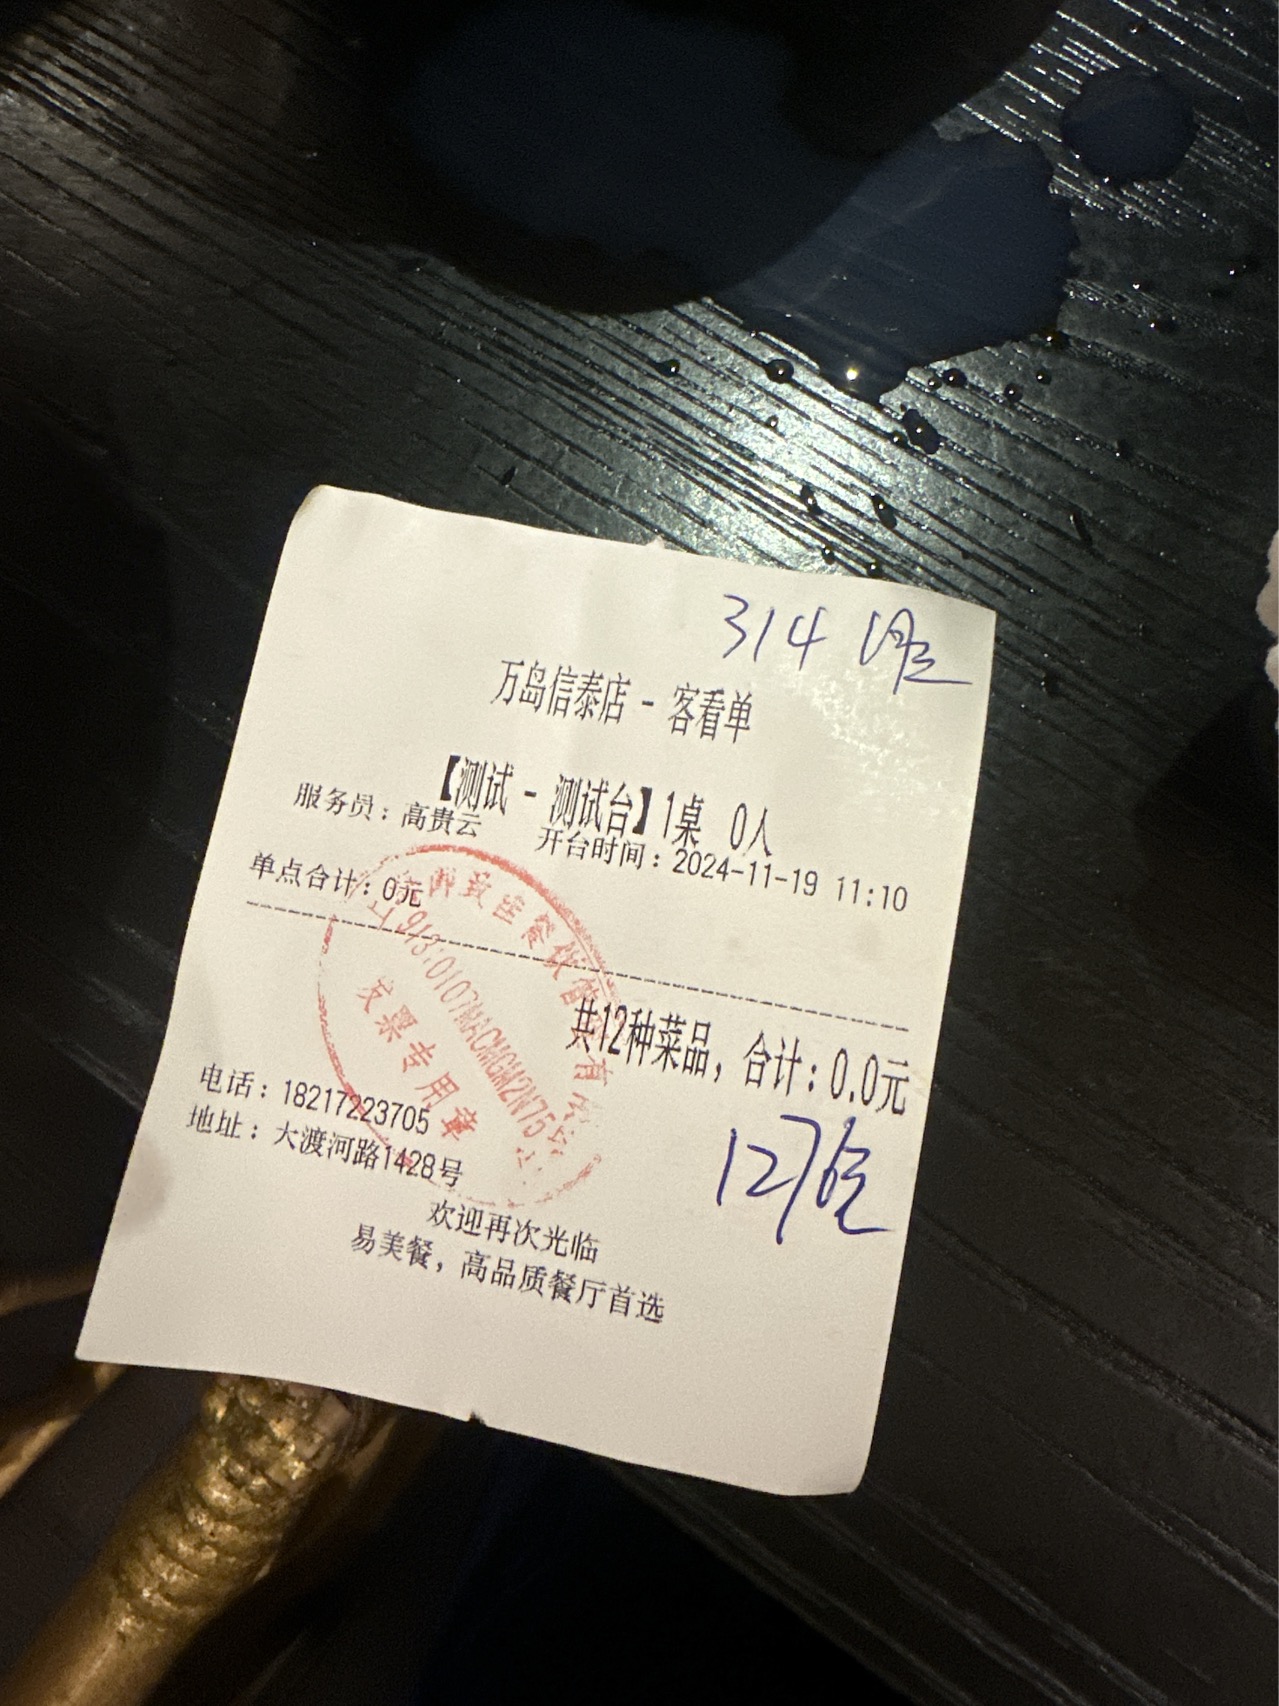 314
万岛信泰店 - 客看单
【测试 - 测试台】1桌 0人
服务员：高贵云 开台时间：2024-11-19 11:10
单点合计：0元
共12种菜品，合计：0.0元
发票专用章
电话：18217223705
地址：大渡河路1428号
欢迎再次光临
易美餐，高品质餐厅首选